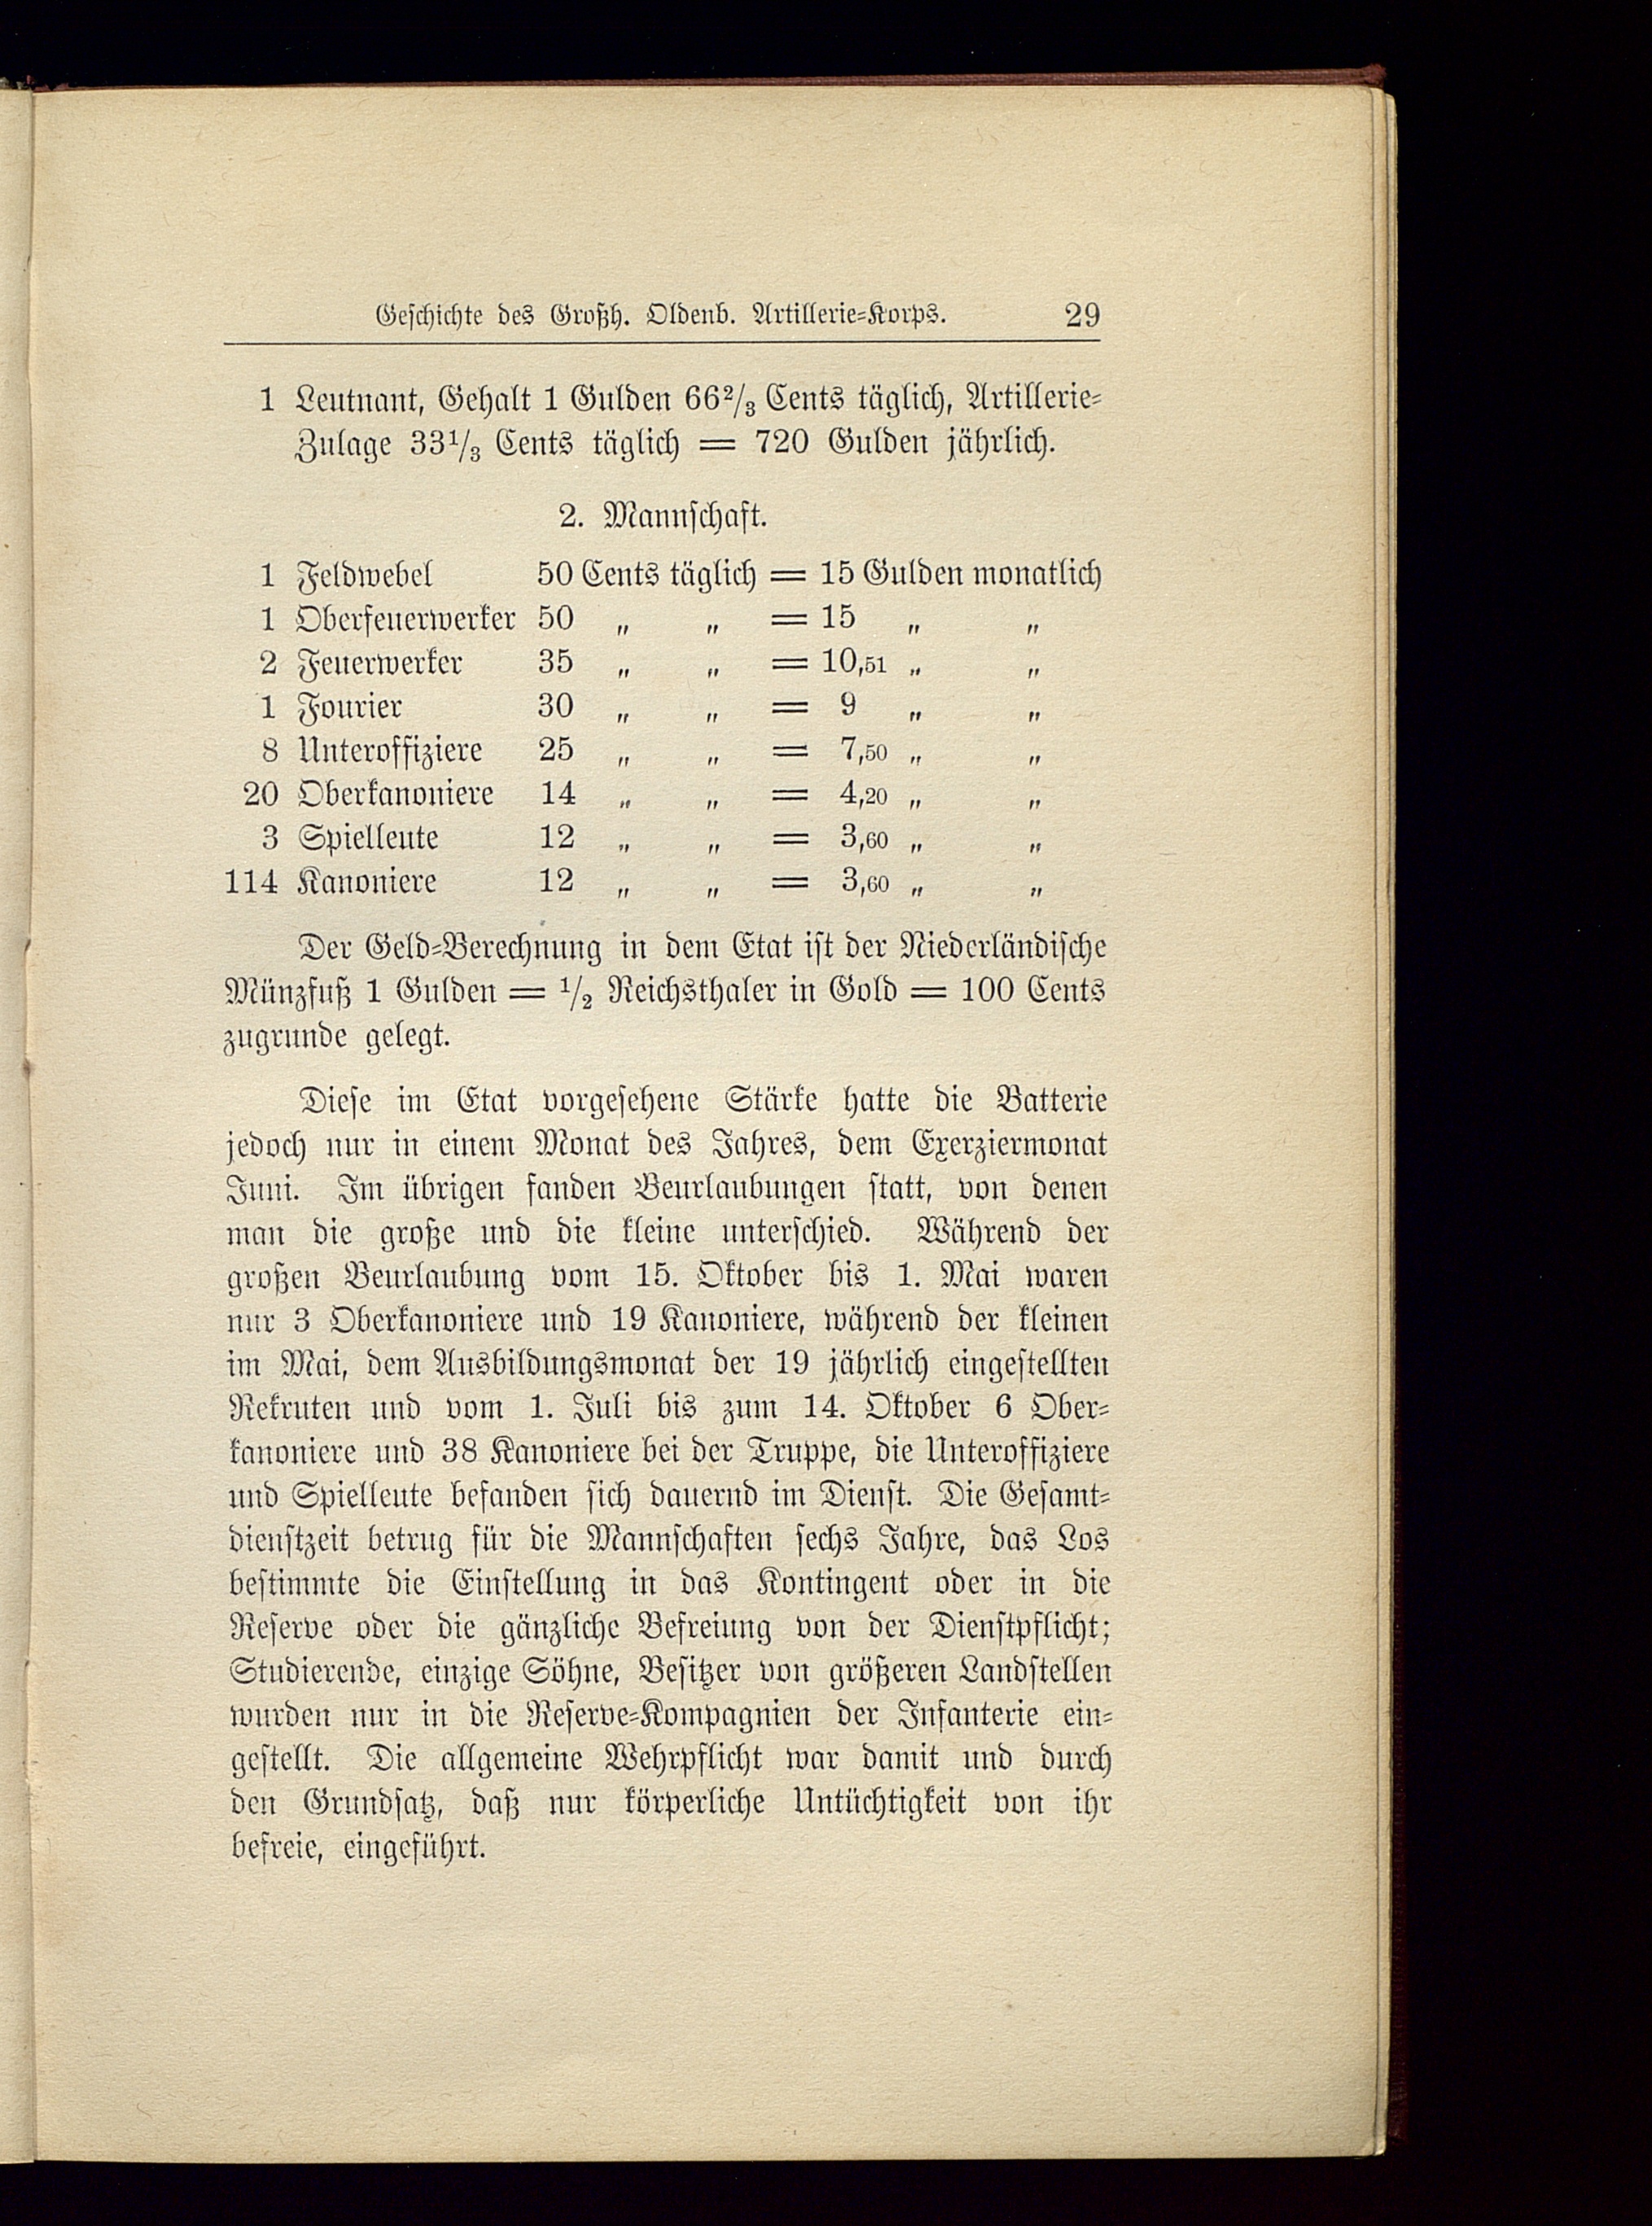 Geschichte des Großh. Oldenb. Artillerie-Korps. 29
1 Leutnant, Gehalt 1 Gulden 66²/₃ Cents täglich, Artillerie-
Zulage 33¹/₃ Cents täglich = 720 Gulden jährlich.
2. Mannschaft.
1 Feldwebel 50 Cents täglich = 15 Gulden monatlich
1 Oberfeuerwerker 50 „ „ = 15 „ „
2 Feuerwerker 35 „ „ = 10,51 „ „
1 Fourier 30 „ „ = 9 „ „
8 Unteroffiziere 25 „ „ = 7,50 „ „
20 Oberkanoniere 14 „ „ = 4,20 „ „
3 Spielleute 12 „ „ = 3,60 „ „
114 Kanoniere 12 „ „ = 3,60 „ „
Der Geld-Berechnung in dem Etat ist der Niederländische
Münzfuß 1 Gulden = ¹/₂ Reichsthaler in Gold = 100 Cents
zugrunde gelegt.
Diese im Etat vorgesehene Stärke hatte die Batterie
jedoch nur in einem Monat des Jahres, dem Exerziermonat
Juni. Im übrigen fanden Beurlaubungen statt, von denen
man die große und die kleine unterschied. Während der
großen Beurlaubung vom 15. Oktober bis 1. Mai waren
nur 3 Oberkanoniere und 19 Kanoniere, während der kleinen
im Mai, dem Ausbildungsmonat der 19 jährlich eingestellten
Rekruten und vom 1. Juli bis zum 14. Oktober 6 Ober-
kanoniere und 38 Kanoniere bei der Truppe, die Unteroffiziere
und Spielleute befanden sich dauernd im Dienst. Die Gesamt-
dienstzeit betrug für die Mannschaften sechs Jahre, das Los
bestimmte die Einstellung in das Kontingent oder in die
Reserve oder die gänzliche Befreiung von der Dienstpflicht;
Studierende, einzige Söhne, Besitzer von größeren Landstellen
wurden nur in die Reserve-Kompagnien der Infanterie ein-
gestellt. Die allgemeine Wehrpflicht war damit und durch
den Grundsatz, daß nur körperliche Untüchtigkeit von ihr
befreie, eingeführt.